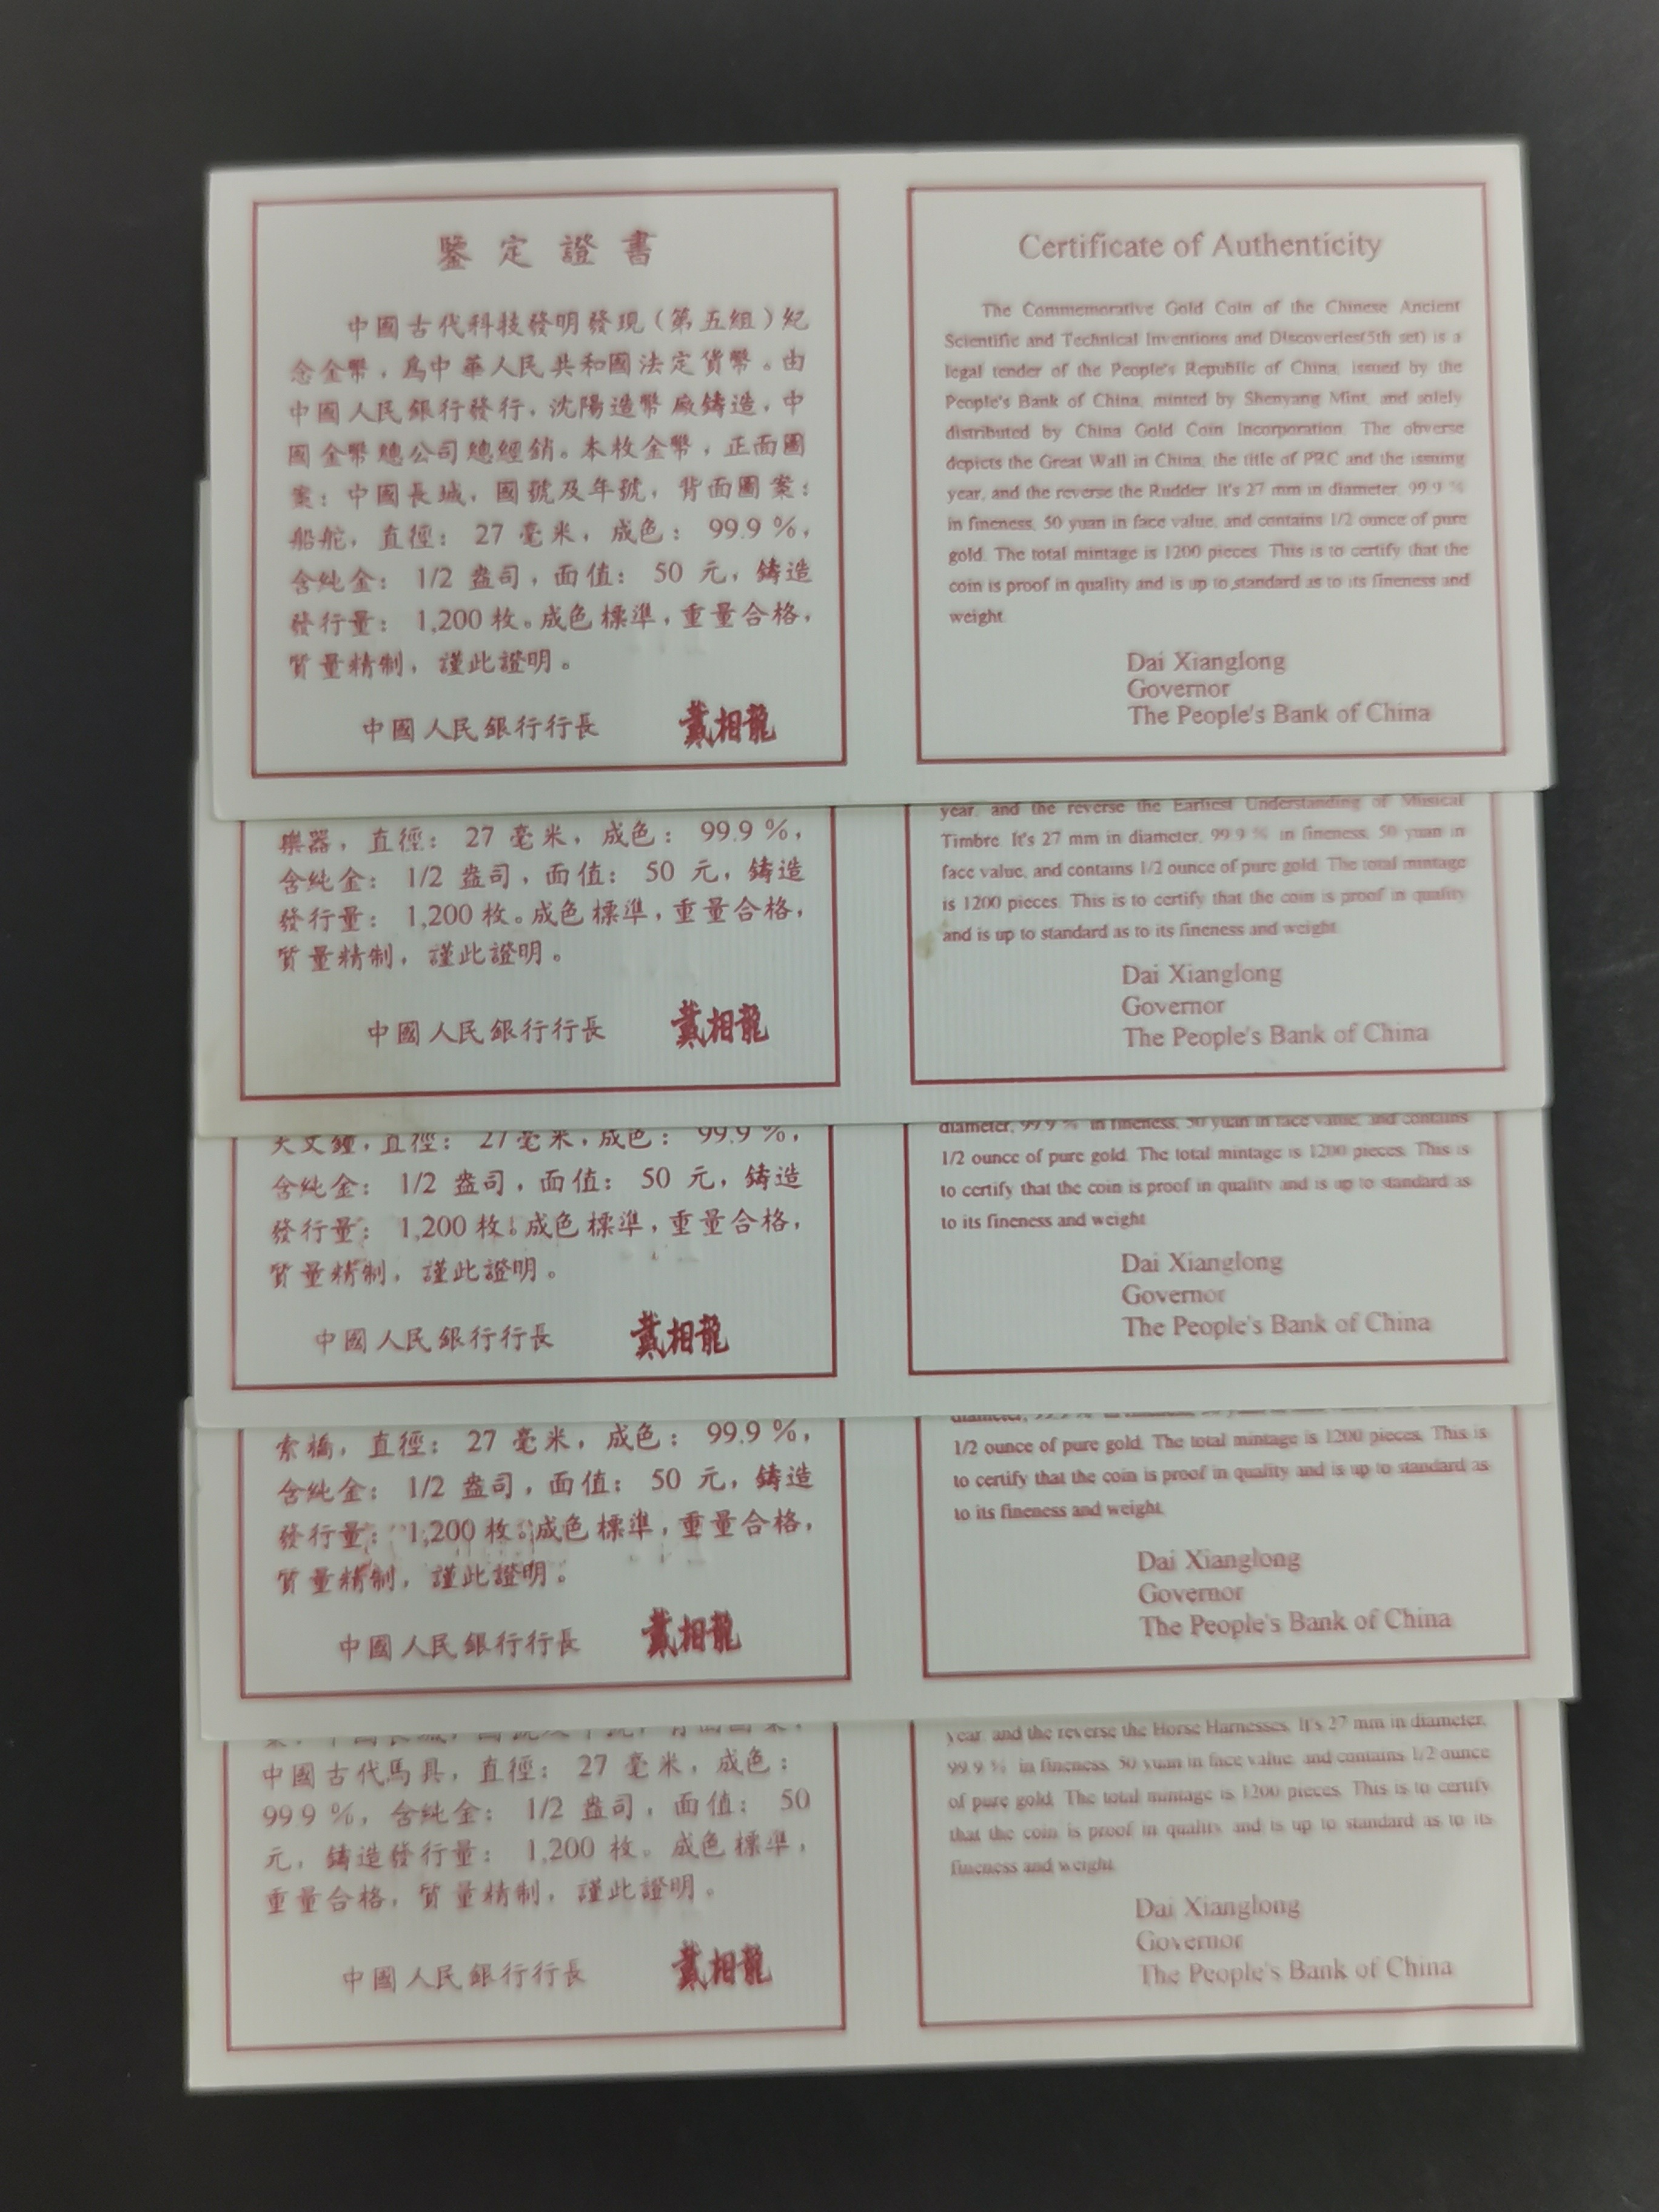 鑒定證書
中國古代科技發明發現（第五組）紀
念金幣，爲中華人民共和國法定貨幣。由
中國人民銀行發行，沈陽造幣廠鑄造，中
國金幣總公司總經銷。本枚金幣，正面圖
案：中國長城，國號及年號，背面圖案：
船舵，直徑：27毫米，成色：99.9%，
含純金：1/2盎司，面值：50元，鑄造
發行量：1,200枚。成色標準，重量合格，
質量精制，謹此證明。
中國人民銀行行長 戴相龍
Certificate of Authenticity
The Commemorative Gold Coin of the Chinese Ancient
Scientific and Technical Inventions and Discoveries(5th set) is a
legal tender of the People's Republic of China, issued by the
People's Bank of China, minted by Shenyang Mint, and solely
distributed by China Gold Coin Incorporation. The obverse
depicts the Great Wall in China, the title of PRC and the issuing
year, and the reverse the Rudder. It's 27 mm in diameter, 99.9 %
in fineness, 50 yuan in face value, and contains 1/2 ounce of pure
gold. The total mintage is 1200 pieces. This is to certify that the
coin is proof in quality and is up to standard as to its fineness and
weight.
Dai Xianglong
Governor
The People's Bank of China
樂器，直徑：27毫米，成色：99.9%，
含純金：1/2盎司，面值：50元，鑄造
發行量：1,200枚。成色標準，重量合格，
質量精制，謹此證明。
中國人民銀行行長 戴相龍
year, and the reverse the Earliest Understanding of Musical
Timbre. It's 27 mm in diameter, 99.9 % in fineness, 50 yuan in
face value, and contains 1/2 ounce of pure gold. The total mintage
is 1200 pieces. This is to certify that the coin is proof in quality
and is up to standard as to its fineness and weight.
Dai Xianglong
Governor
The People's Bank of China
天文鐘，直徑：27毫米，成色：99.9%，
含純金：1/2盎司，面值：50元，鑄造
發行量：1,200枚。成色標準，重量合格，
質量精制，謹此證明。
中國人民銀行行長 戴相龍
diameter, 99.9 % in fineness, 50 yuan in face value, and contains
1/2 ounce of pure gold. The total mintage is 1200 pieces. This is
to certify that the coin is proof in quality and is up to standard as
to its fineness and weight.
Dai Xianglong
Governor
The People's Bank of China
索橋，直徑：27毫米，成色：99.9%，
含純金：1/2盎司，面值：50元，鑄造
發行量：1,200枚。成色標準，重量合格，
質量精制，謹此證明。
中國人民銀行行長 戴相龍
1/2 ounce of pure gold. The total mintage is 1200 pieces. This is
to certify that the coin is proof in quality and is up to standard as
to its fineness and weight.
Dai Xianglong
Governor
The People's Bank of China
中國古代馬具，直徑：27毫米，成色：
99.9%，含純金：1/2盎司，面值：50
元，鑄造發行量：1,200枚。成色標準，
重量合格，質量精制，謹此證明。
中國人民銀行行長 戴相龍
year, and the reverse the Horse Harnesses. It's 27 mm in diameter,
99.9 % in fineness, 50 yuan in face value, and contains 1/2 ounce
of pure gold. The total mintage is 1200 pieces. This is to certify
that the coin is proof in quality and is up to standard as to its
fineness and weight.
Dai Xianglong
Governor
The People's Bank of China